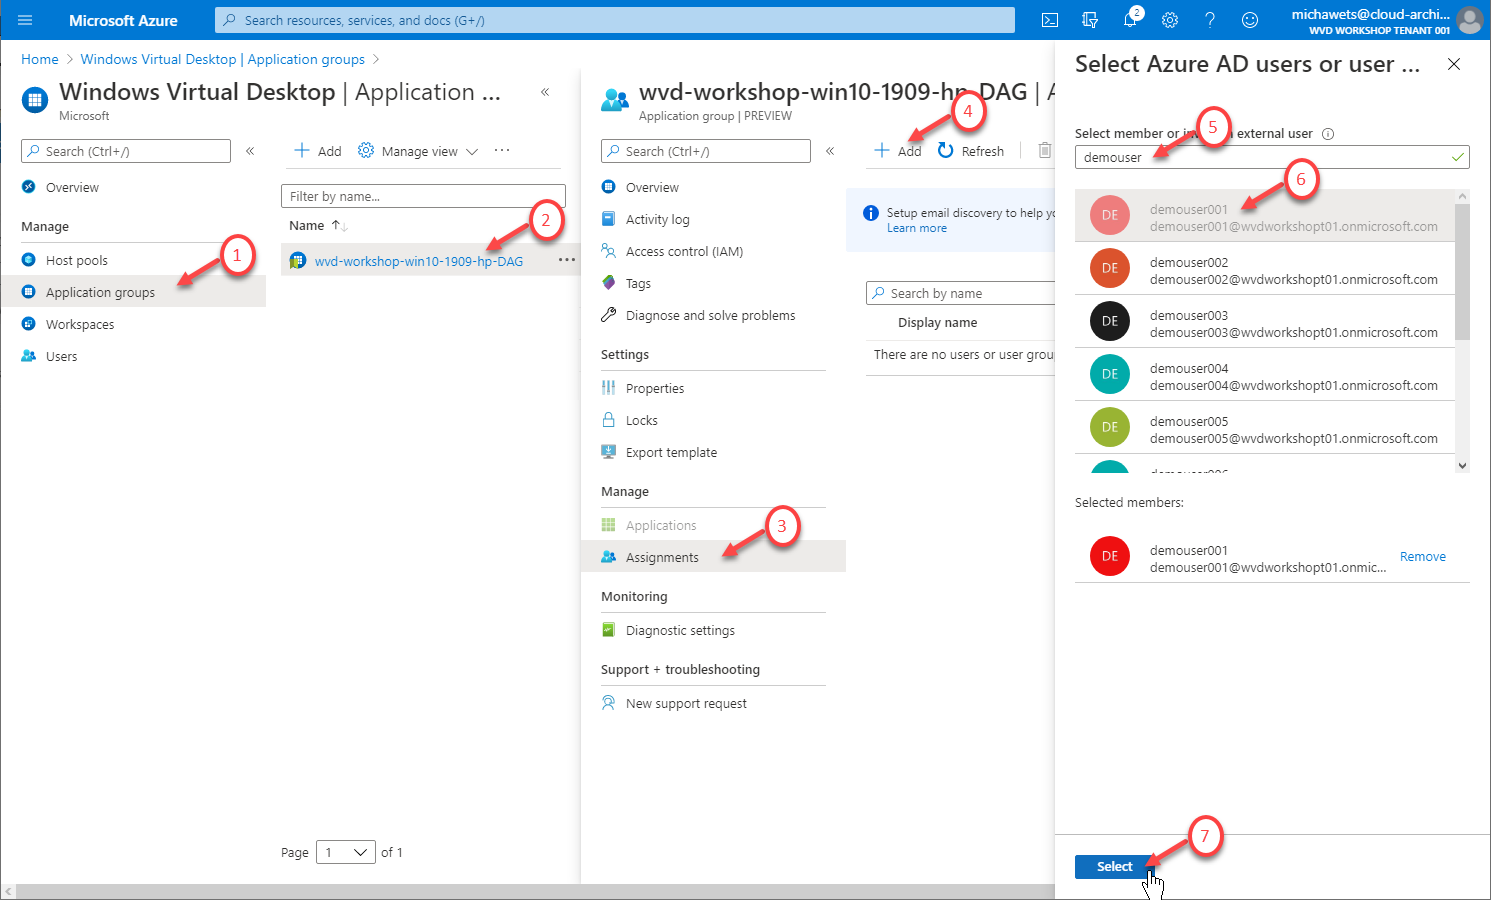 Microsoft Azure
Search resources, services, and docs (G+/)
2
michawets@cloud-archi...
WVD WORKSHOP TENANT 001
Home > Windows Virtual Desktop | Application groups >
Windows Virtual Desktop | Application ...
Microsoft
«
Search (Ctrl+/)
«
Overview
Manage
Host pools
Application groups
Workspaces
Users
1
Add
Manage view
...
Filter by name...
Name ↑↓
2
wvd-workshop-win10-1909-hp-DAG
...
Page 1 of 1
wvd-workshop-win10-1909-hp-DAG | A
Application group | PREVIEW
Search (Ctrl+/)
«
Overview
Activity log
Access control (IAM)
Tags
Diagnose and solve problems
Settings
Properties
Locks
Export template
Manage
Applications
Assignments
3
Monitoring
Diagnostic settings
Support + troubleshooting
New support request
4
Add
Refresh
Setup email discovery to help yo
Learn more
Search by name
Display name
There are no users or user grou
Select Azure AD users or user ...
Select member or in external user
5
demouser
6
DE
demouser001
demouser001@wvdworkshopt01.onmicrosoft.com
DE
demouser002
demouser002@wvdworkshopt01.onmicrosoft.com
DE
demouser003
demouser003@wvdworkshopt01.onmicrosoft.com
DE
demouser004
demouser004@wvdworkshopt01.onmicrosoft.com
DE
demouser005
demouser005@wvdworkshopt01.onmicrosoft.com
Selected members:
DE
demouser001
demouser001@wvdworkshopt01.onmic...
Remove
7
Select